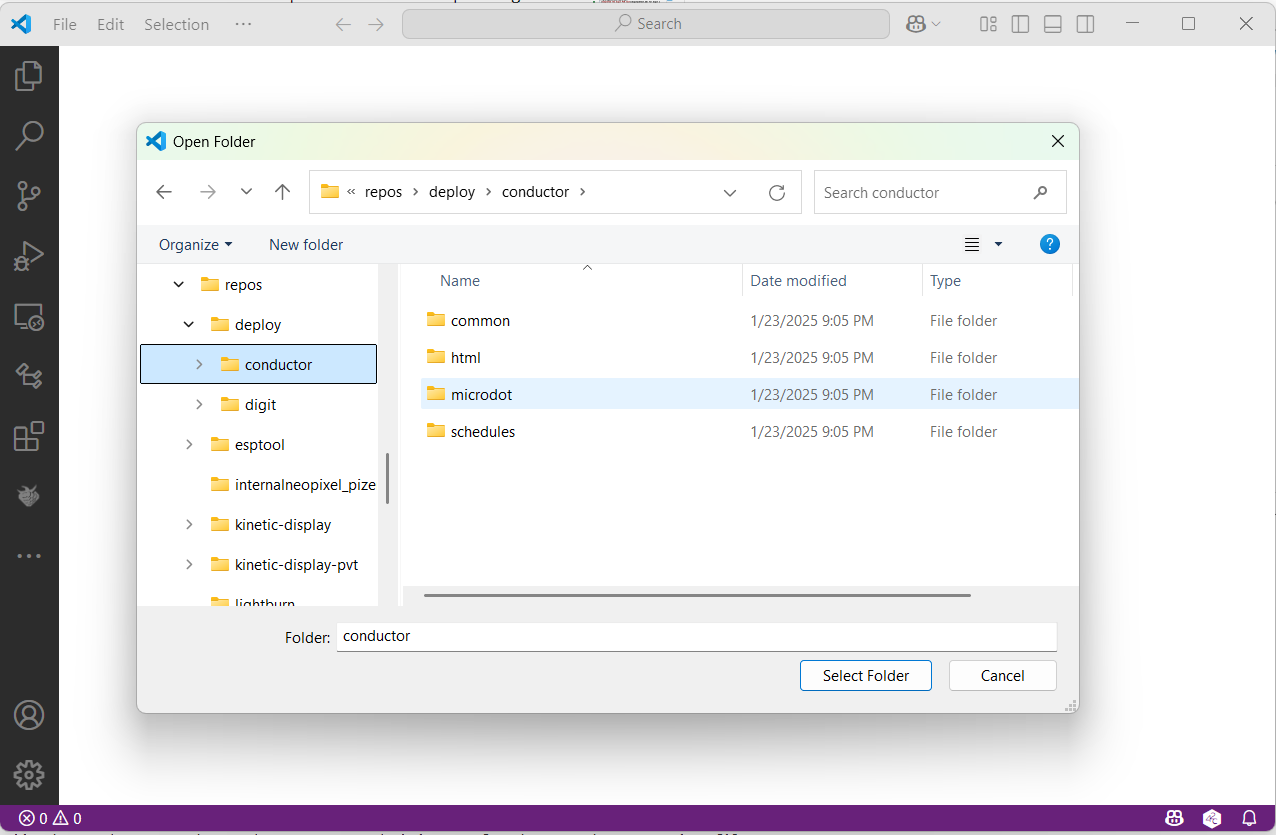 File Edit Selection ··· Search
Open Folder
« repos > deploy > conductor > Search conductor
Organize New folder ?
repos
deploy
conductor
digit
esptool
internalneopixel_pize
kinetic-display
kinetic-display-pvt
lightburn
Name Date modified Type
common 1/23/2025 9:05 PM File folder
html 1/23/2025 9:05 PM File folder
microdot 1/23/2025 9:05 PM File folder
schedules 1/23/2025 9:05 PM File folder
Folder: conductor
Select Folder Cancel
0 0